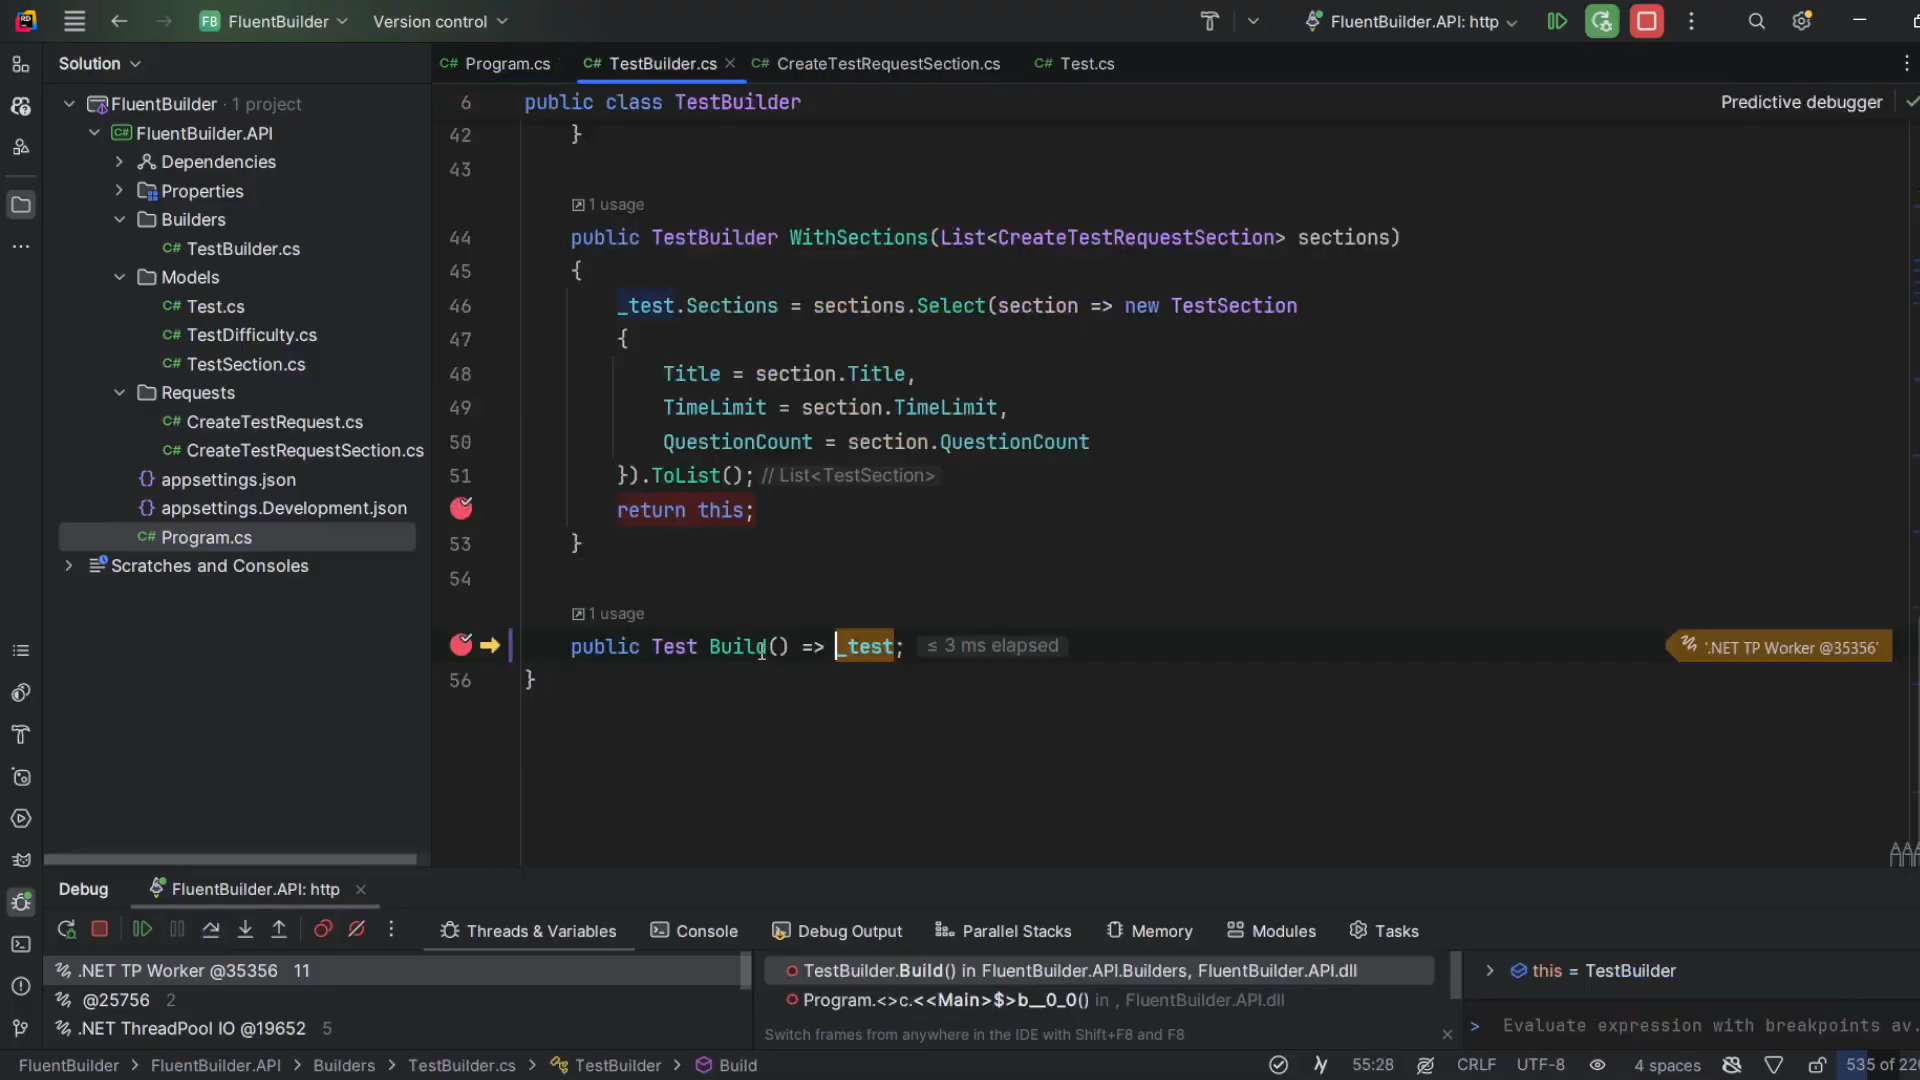 FB FluentBuilder Version control FluentBuilder.API: http
Solution
Program.cs TestBuilder.cs CreateTestRequestSection.cs Test.cs
FluentBuilder · 1 project
FluentBuilder.API
Dependencies
Properties
Builders
C# TestBuilder.cs
Models
C# Test.cs
C# TestDifficulty.cs
C# TestSection.cs
Requests
C# CreateTestRequest.cs
C# CreateTestRequestSection.cs
{} appsettings.json
{} appsettings.Development.json
C# Program.cs
Scratches and Consoles
6 public class TestBuilder Predictive debugger
42 }
43
1 usage
44 public TestBuilder WithSections(List<CreateTestRequestSection> sections)
45 {
46 _test.Sections = sections.Select(section => new TestSection
47 {
48 Title = section.Title,
49 TimeLimit = section.TimeLimit,
50 QuestionCount = section.QuestionCount
51 }).ToList(); // List<TestSection>
return this;
53 }
54
1 usage
public Test Build() => _test; ≤ 3 ms elapsed '.NET TP Worker @35356'
56 }
Debug FluentBuilder.API: http
Threads & Variables Console Debug Output Parallel Stacks Memory Modules Tasks
.NET TP Worker @35356 11
@25756 2
.NET ThreadPool IO @19652 5
TestBuilder.Build() in FluentBuilder.API.Builders, FluentBuilder.API.dll
Program.<>c.<<Main>$>b__0_0() in , FluentBuilder.API.dll
Switch frames from anywhere in the IDE with Shift+F8 and F8
this = TestBuilder
> Evaluate expression with breakpoints av.
FluentBuilder > FluentBuilder.API > Builders > TestBuilder.cs > TestBuilder > Build 55:28 CRLF UTF-8 4 spaces 535 of 220